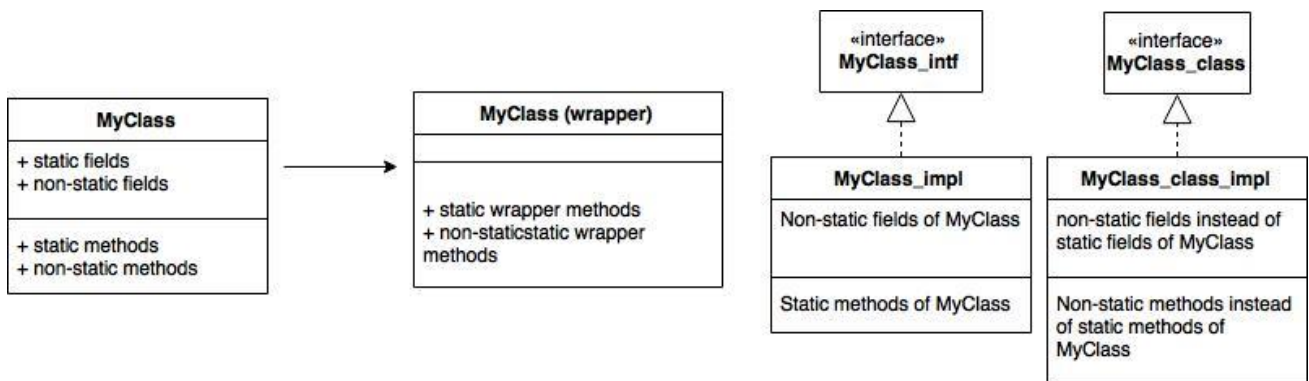 MyClass
+ static fields
+ non-static fields
+ static methods
+ non-static methods
MyClass (wrapper)
+ static wrapper methods
+ non-staticstatic wrapper
methods
«interface»
MyClass_intf
MyClass_impl
Non-static fields of MyClass
Static methods of MyClass
«interface»
MyClass_class
MyClass_class_impl
non-static fields instead of
static fields of MyClass
Non-static methods instead
of static methods of
MyClass